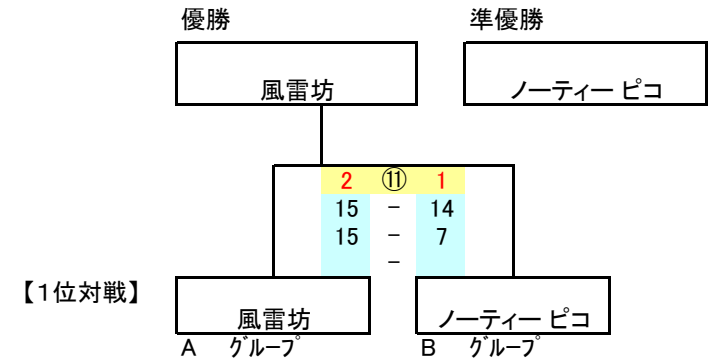 優勝 準優勝
風雷坊 ノーティー ピコ
2 ⑪ 1
15 － 14
15 － 7
－
【１位対戦】
風雷坊 ノーティー ピコ
A ｸﾞﾙｰﾌﾟ B ｸﾞﾙｰﾌﾟ